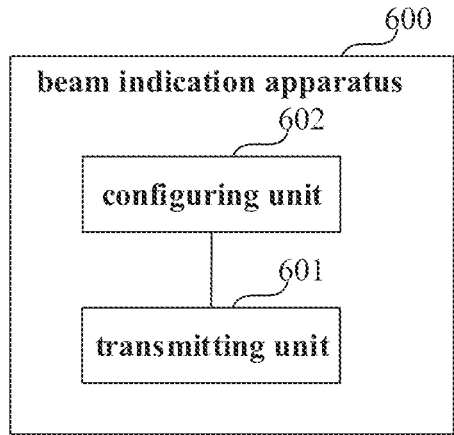 600
beam indication apparatus
602
configuring unit
601
transmitting unit